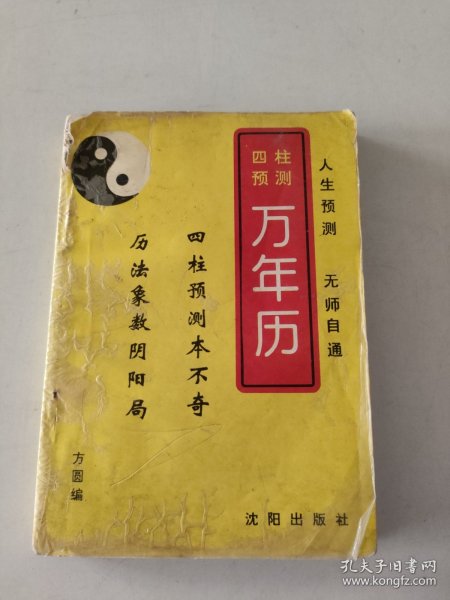 四柱
预测
万年历
人生预测 无师自通
四柱预测本不奇
历法象数阴阳局
方圆编
沈阳出版社
孔夫子旧书网
www.kongfz.com